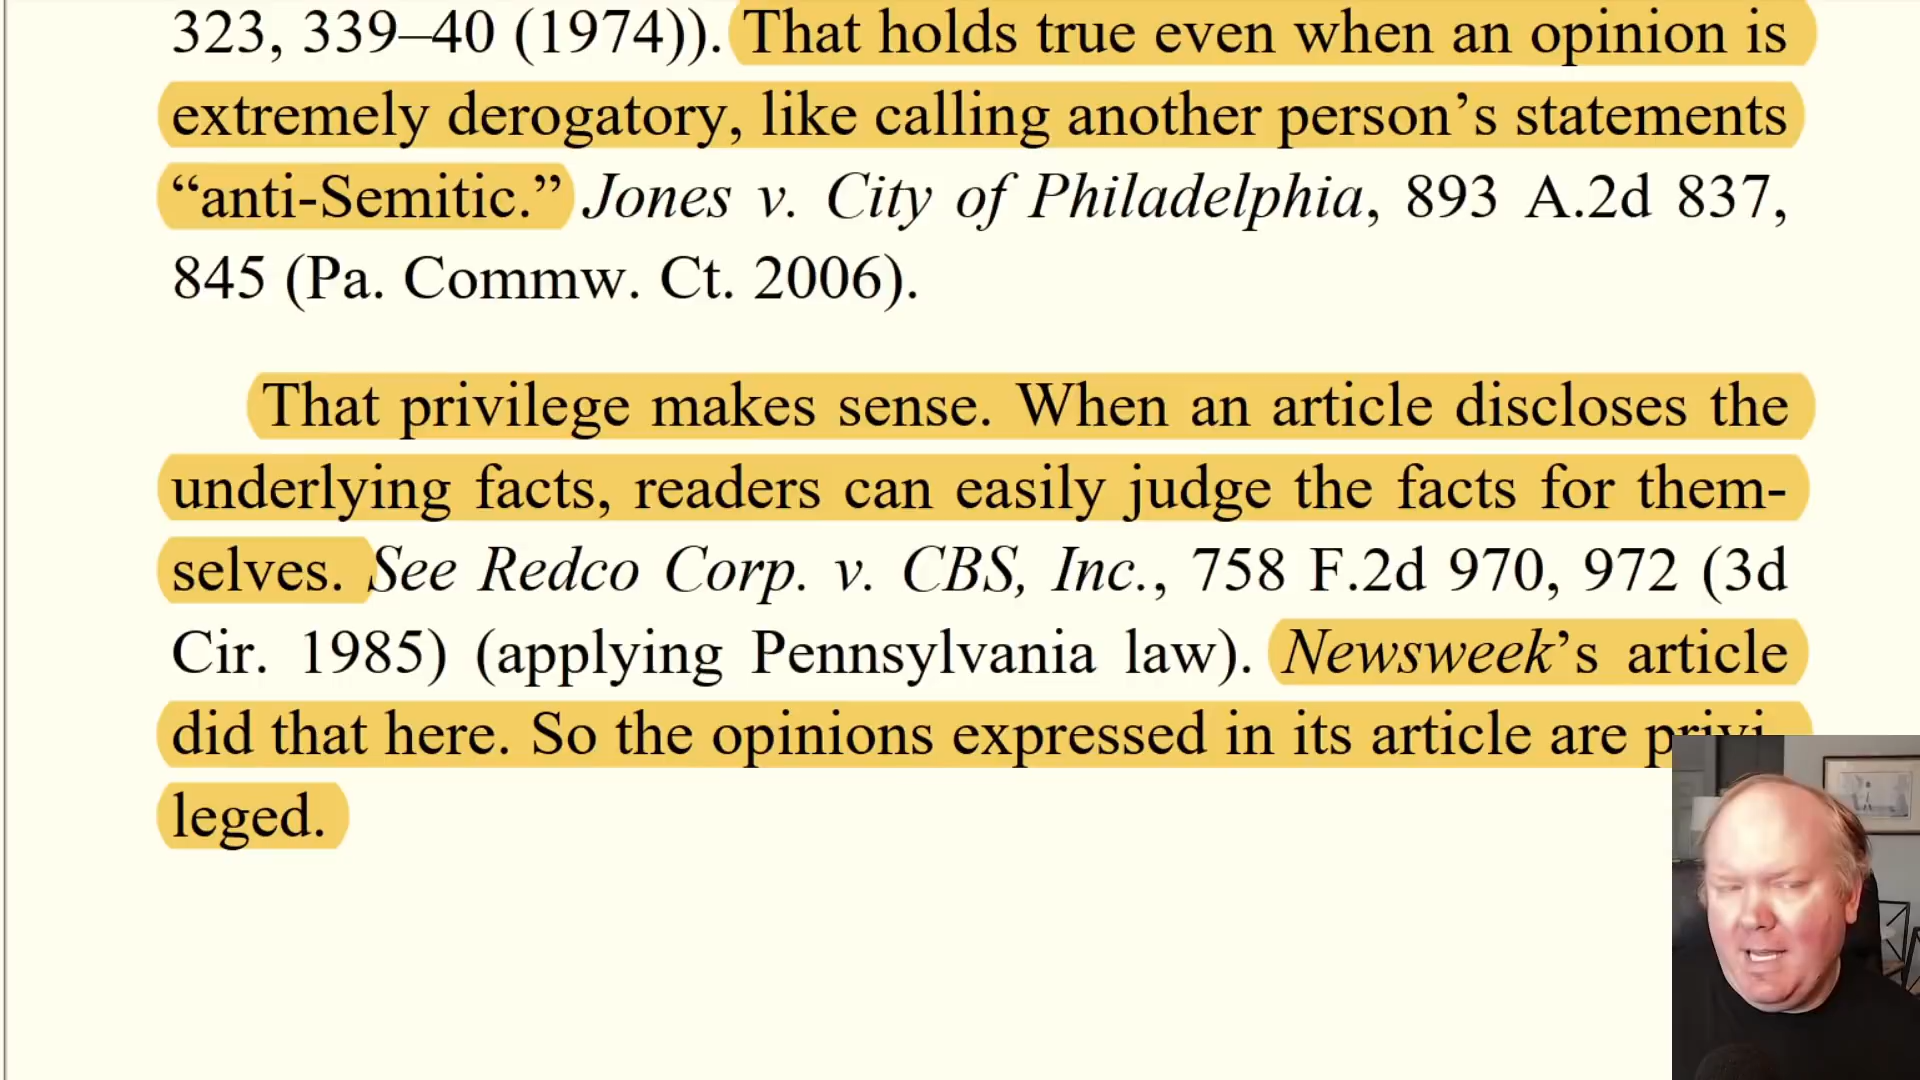 323, 339–40 (1974)). That holds true even when an opinion is
extremely derogatory, like calling another person’s statements
“anti-Semitic.” Jones v. City of Philadelphia, 893 A.2d 837,
845 (Pa. Commw. Ct. 2006).
That privilege makes sense. When an article discloses the
underlying facts, readers can easily judge the facts for them-
selves. See Redco Corp. v. CBS, Inc., 758 F.2d 970, 972 (3d
Cir. 1985) (applying Pennsylvania law). Newsweek’s article
did that here. So the opinions expressed in its article are privi-
leged.